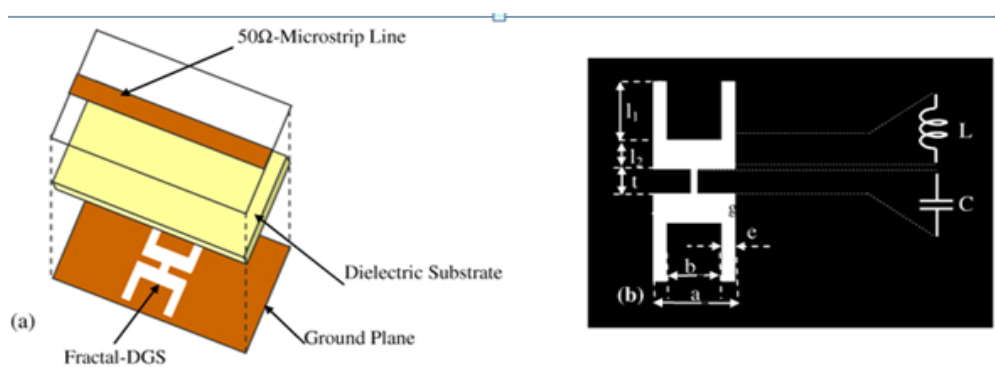 50Ω-Microstrip Line
Dielectric Substrate
Ground Plane
Fractal-DGS
(a)
l1
l2
t
g
e
b
a
(b)
L
C